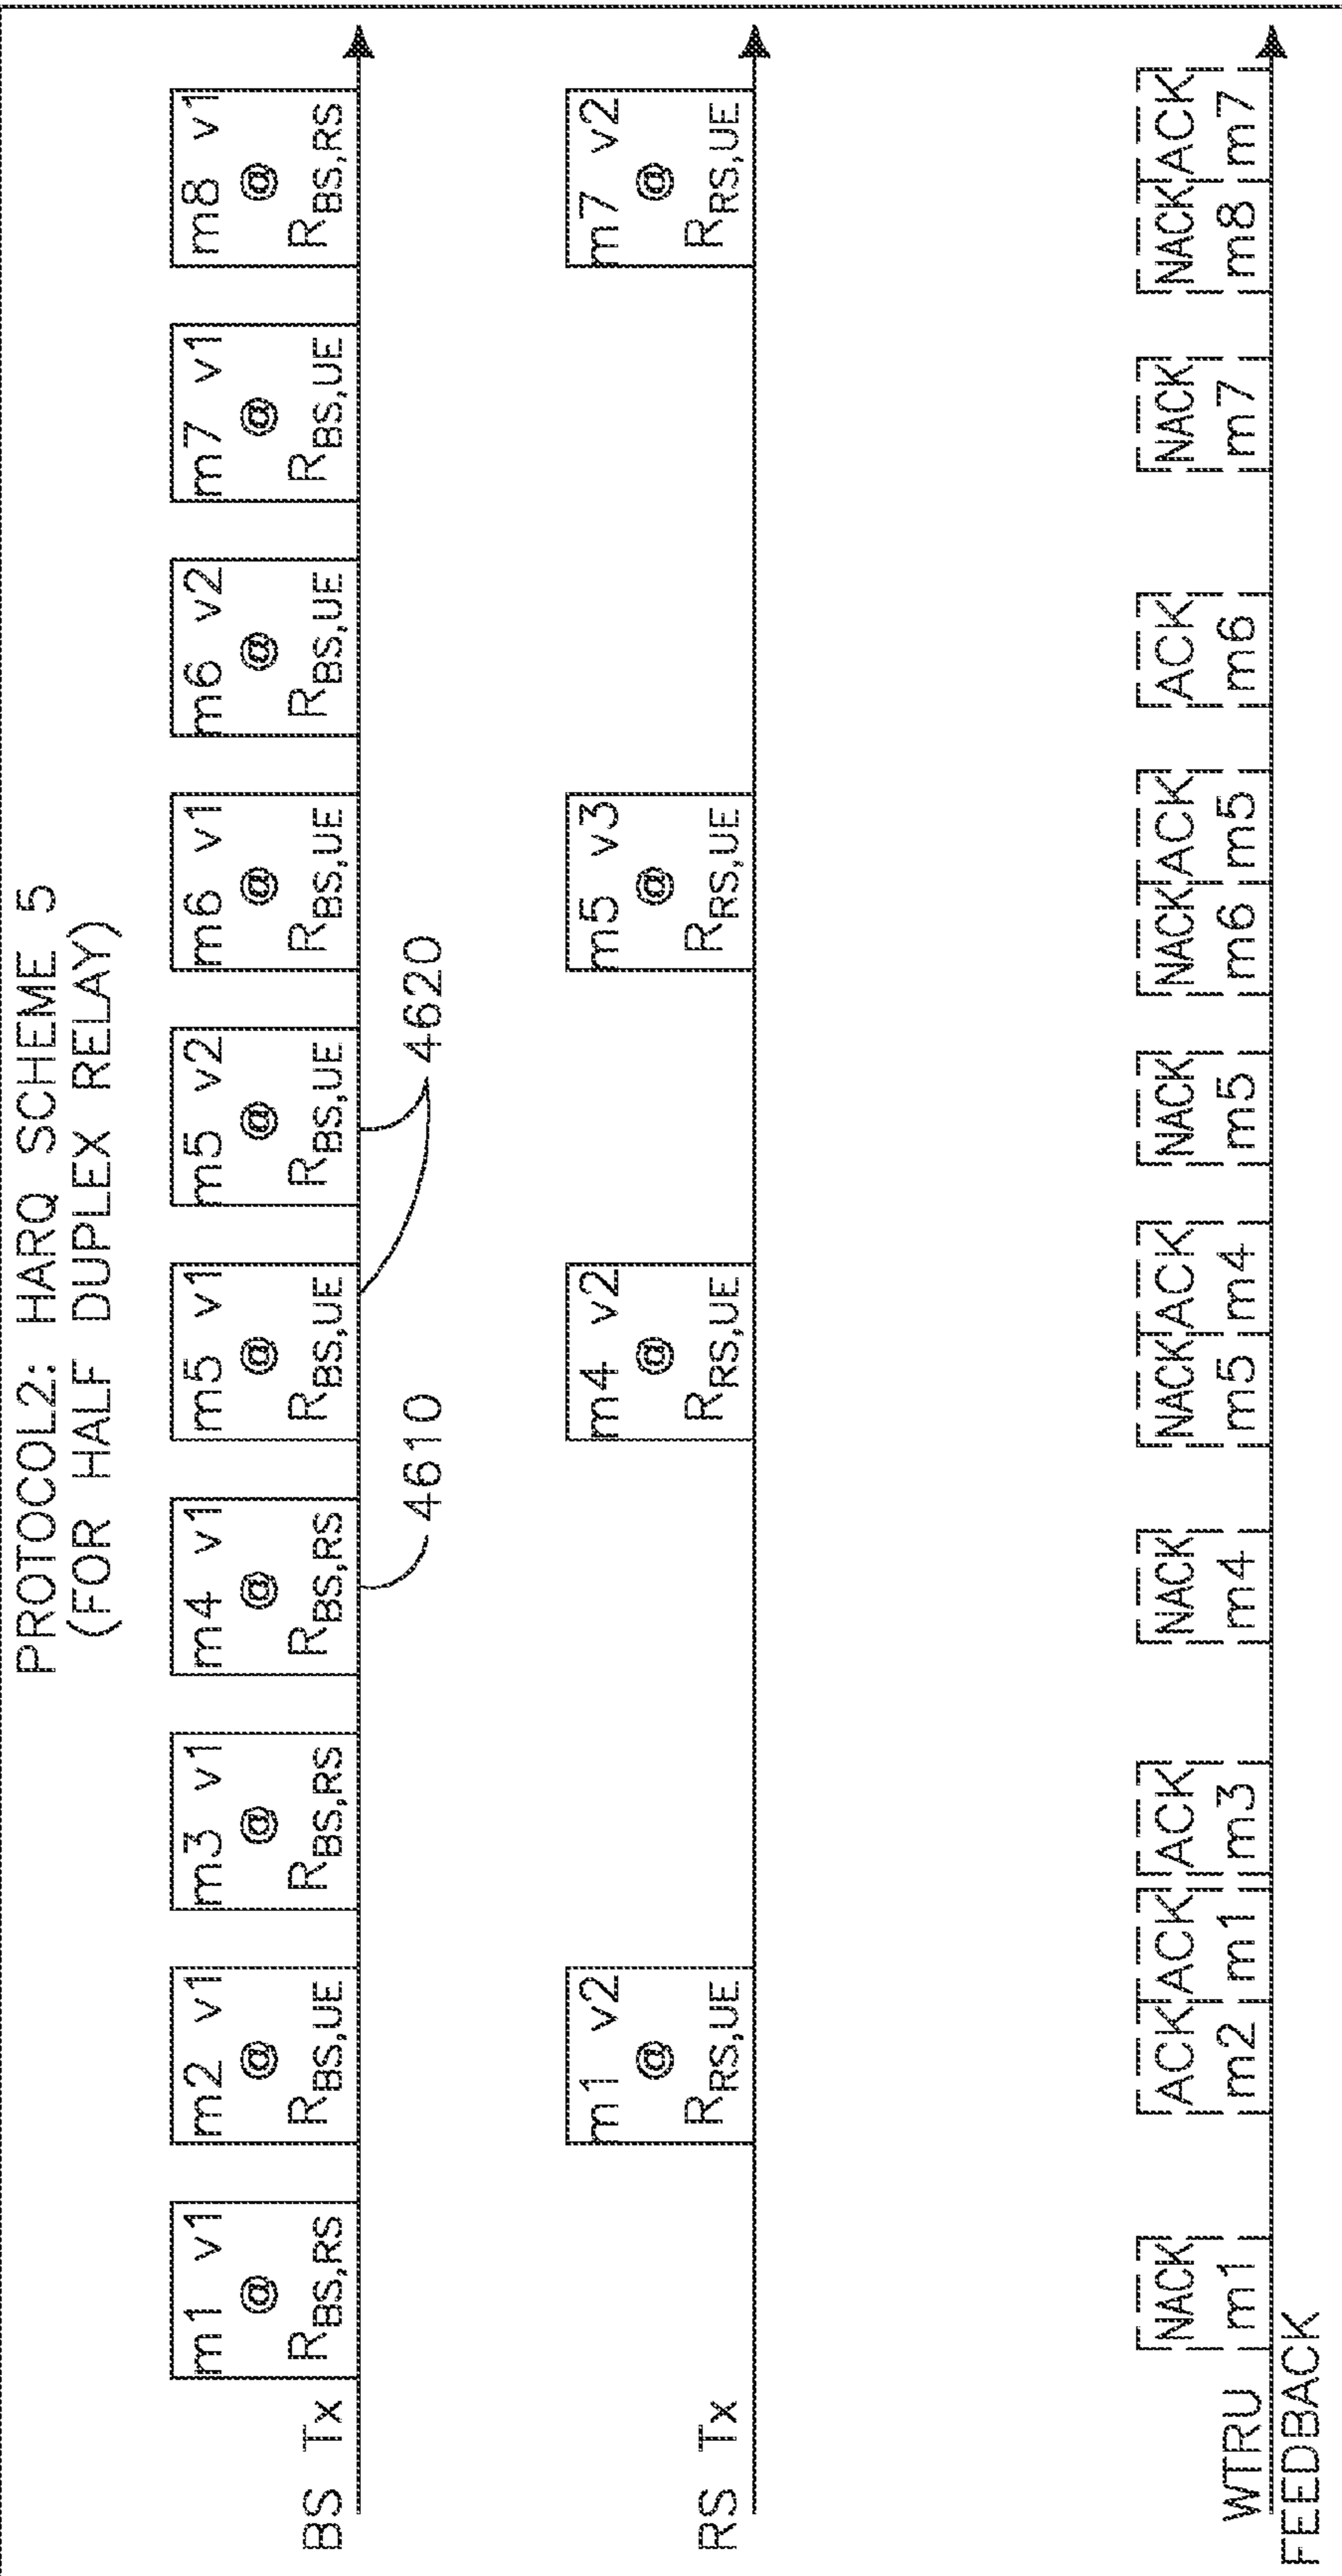 PROTOCOL2: HARQ SCHEME 5
(FOR HALF DUPLEX RELAY)
BS Tx
m1 v1
@
RBS,RS
m2 v1
@
RBS,UE
m3 v1
@
RBS,RS
m4 v1
@
RBS,RS
m5 v1
@
RBS,UE
m5 v2
@
RBS,UE
m6 v1
@
RBS,UE
m6 v2
@
RBS,UE
m7 v1
@
RBS,UE
m8 v1
@
RBS,RS
4610
4620
RS Tx
m1 v2
@
RRS,UE
m4 v2
@
RRS,UE
m5 v3
@
RRS,UE
m7 v2
@
RRS,UE
WTRU
FEEDBACK
NACK
m1
ACK
m2
ACK
m1
ACK
m3
NACK
m4
NACK
m5
ACK
m4
NACK
m5
NACK
m6
ACK
m5
ACK
m6
NACK
m7
NACK
m8
ACK
m7